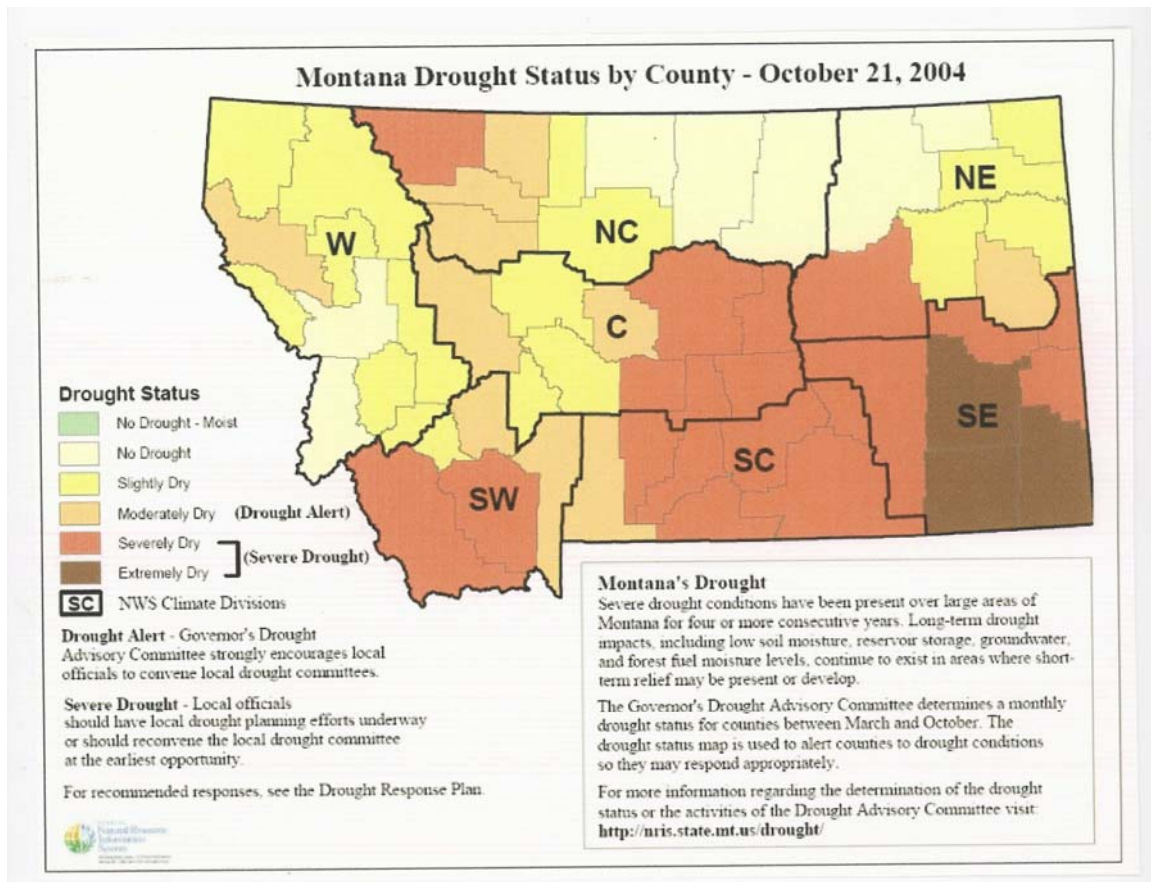 Montana Drought Status by County - October 21, 2004
W
NC
NE
C
SE
SC
SW
Drought Status
No Drought - Moist
No Drought
Slightly Dry
Moderately Dry (Drought Alert)
Severely Dry
(Severe Drought)
Extremely Dry
SC NWS Climate Divisions
Drought Alert - Governor's Drought
Advisory Committee strongly encourages local
officials to convene local drought committees.
Severe Drought - Local officials
should have local drought planning efforts underway
or should reconvene the local drought committee
at the earliest opportunity.
For recommended responses, see the Drought Response Plan.
Natural Resource
Information
System
Montana's Drought
Severe drought conditions have been present over large areas of
Montana for four or more consecutive years. Long-term drought
impacts, including low soil moisture, reservoir storage, groundwater,
and forest fuel moisture levels, continue to exist in areas where short-
term relief may be present or develop.
The Governor's Drought Advisory Committee determines a monthly
drought status for counties between March and October. The
drought status map is used to alert counties to drought conditions
so they may respond appropriately.
For more information regarding the determination of the drought
status or the activities of the Drought Advisory Committee visit:
http://nris.state.mt.us/drought/